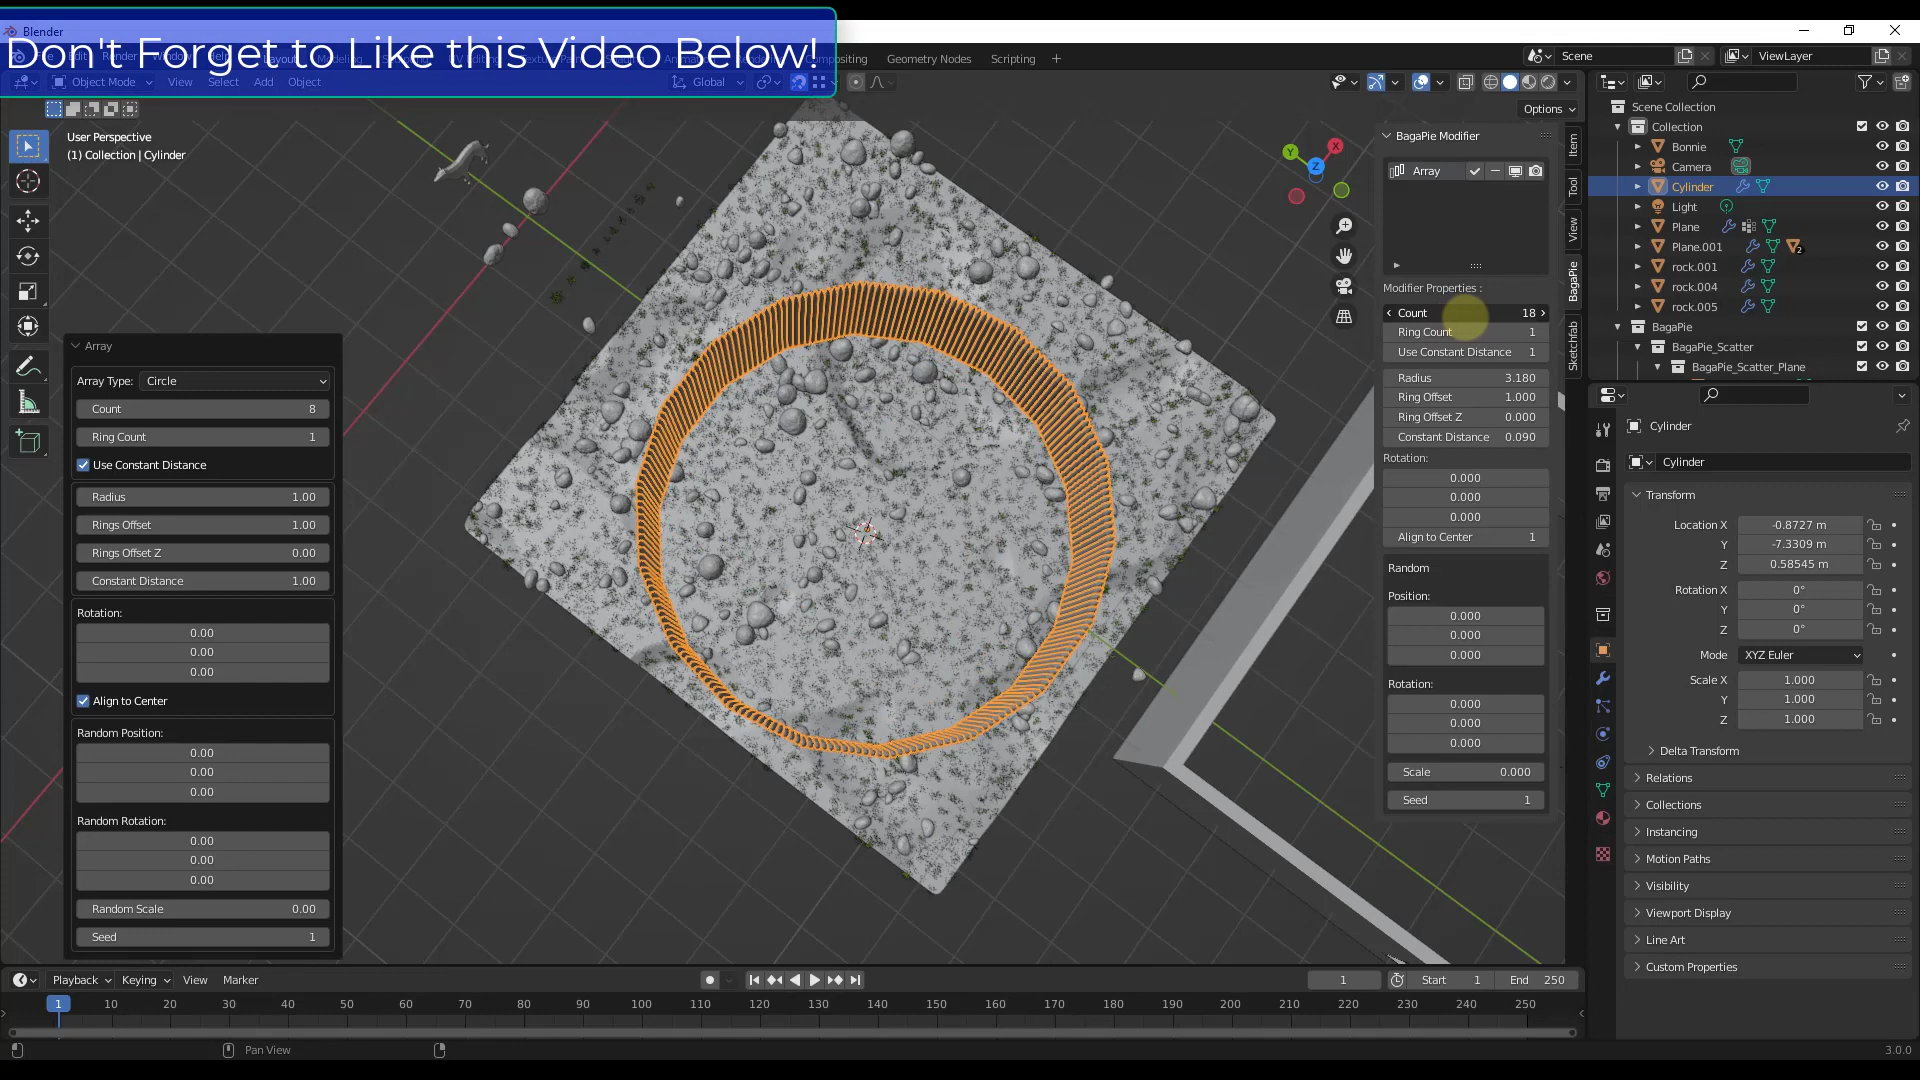 Blender
Don't Forget to Like this Video Below!
Geometry Nodes
Scripting
Scene
ViewLayer
Object Mode
View
Select
Add
Object
Global
Options
User Perspective
(1) Collection | Cylinder
Array
Array Type:
Circle
Count 8
Ring Count 1
Use Constant Distance
Radius 1.00
Rings Offset 1.00
Rings Offset Z 0.00
Constant Distance 1.00
Rotation:
0.00
0.00
0.00
Align to Center
Random Position:
0.00
0.00
0.00
Random Rotation:
0.00
0.00
0.00
Random Scale 0.00
Seed 1
Y
X
Z
BagaPie Modifier
Array
Modifier Properties :
Count 18
Ring Count 1
Use Constant Distance 1
Radius 3.180
Ring Offset 1.000
Ring Offset Z 0.000
Constant Distance 0.090
Rotation:
0.000
0.000
0.000
Align to Center 1
Random
Position:
0.000
0.000
0.000
Rotation:
0.000
0.000
0.000
Scale 0.000
Seed 1
Item
Tool
View
BagaPie
Sketchfab
Scene Collection
Collection
Bonnie
Camera
Cylinder
Light
Plane
Plane.001 2
rock.001
rock.004
rock.005
BagaPie
BagaPie_Scatter
BagaPie_Scatter_Plane
Cylinder
Cylinder
Transform
Location X -0.8727 m
Y -7.3309 m
Z 0.58545 m
Rotation X 0°
Y 0°
Z 0°
Mode XYZ Euler
Scale X 1.000
Y 1.000
Z 1.000
Delta Transform
Relations
Collections
Instancing
Motion Paths
Visibility
Viewport Display
Line Art
Custom Properties
Playback
Keying
View
Marker
1
Start 1
End 250
1 10 20 30 40 50 60 70 80 90 100 110 120 130 140 150 160 170 180 190 200 210 220 230 240 250
Pan View
3.0.0